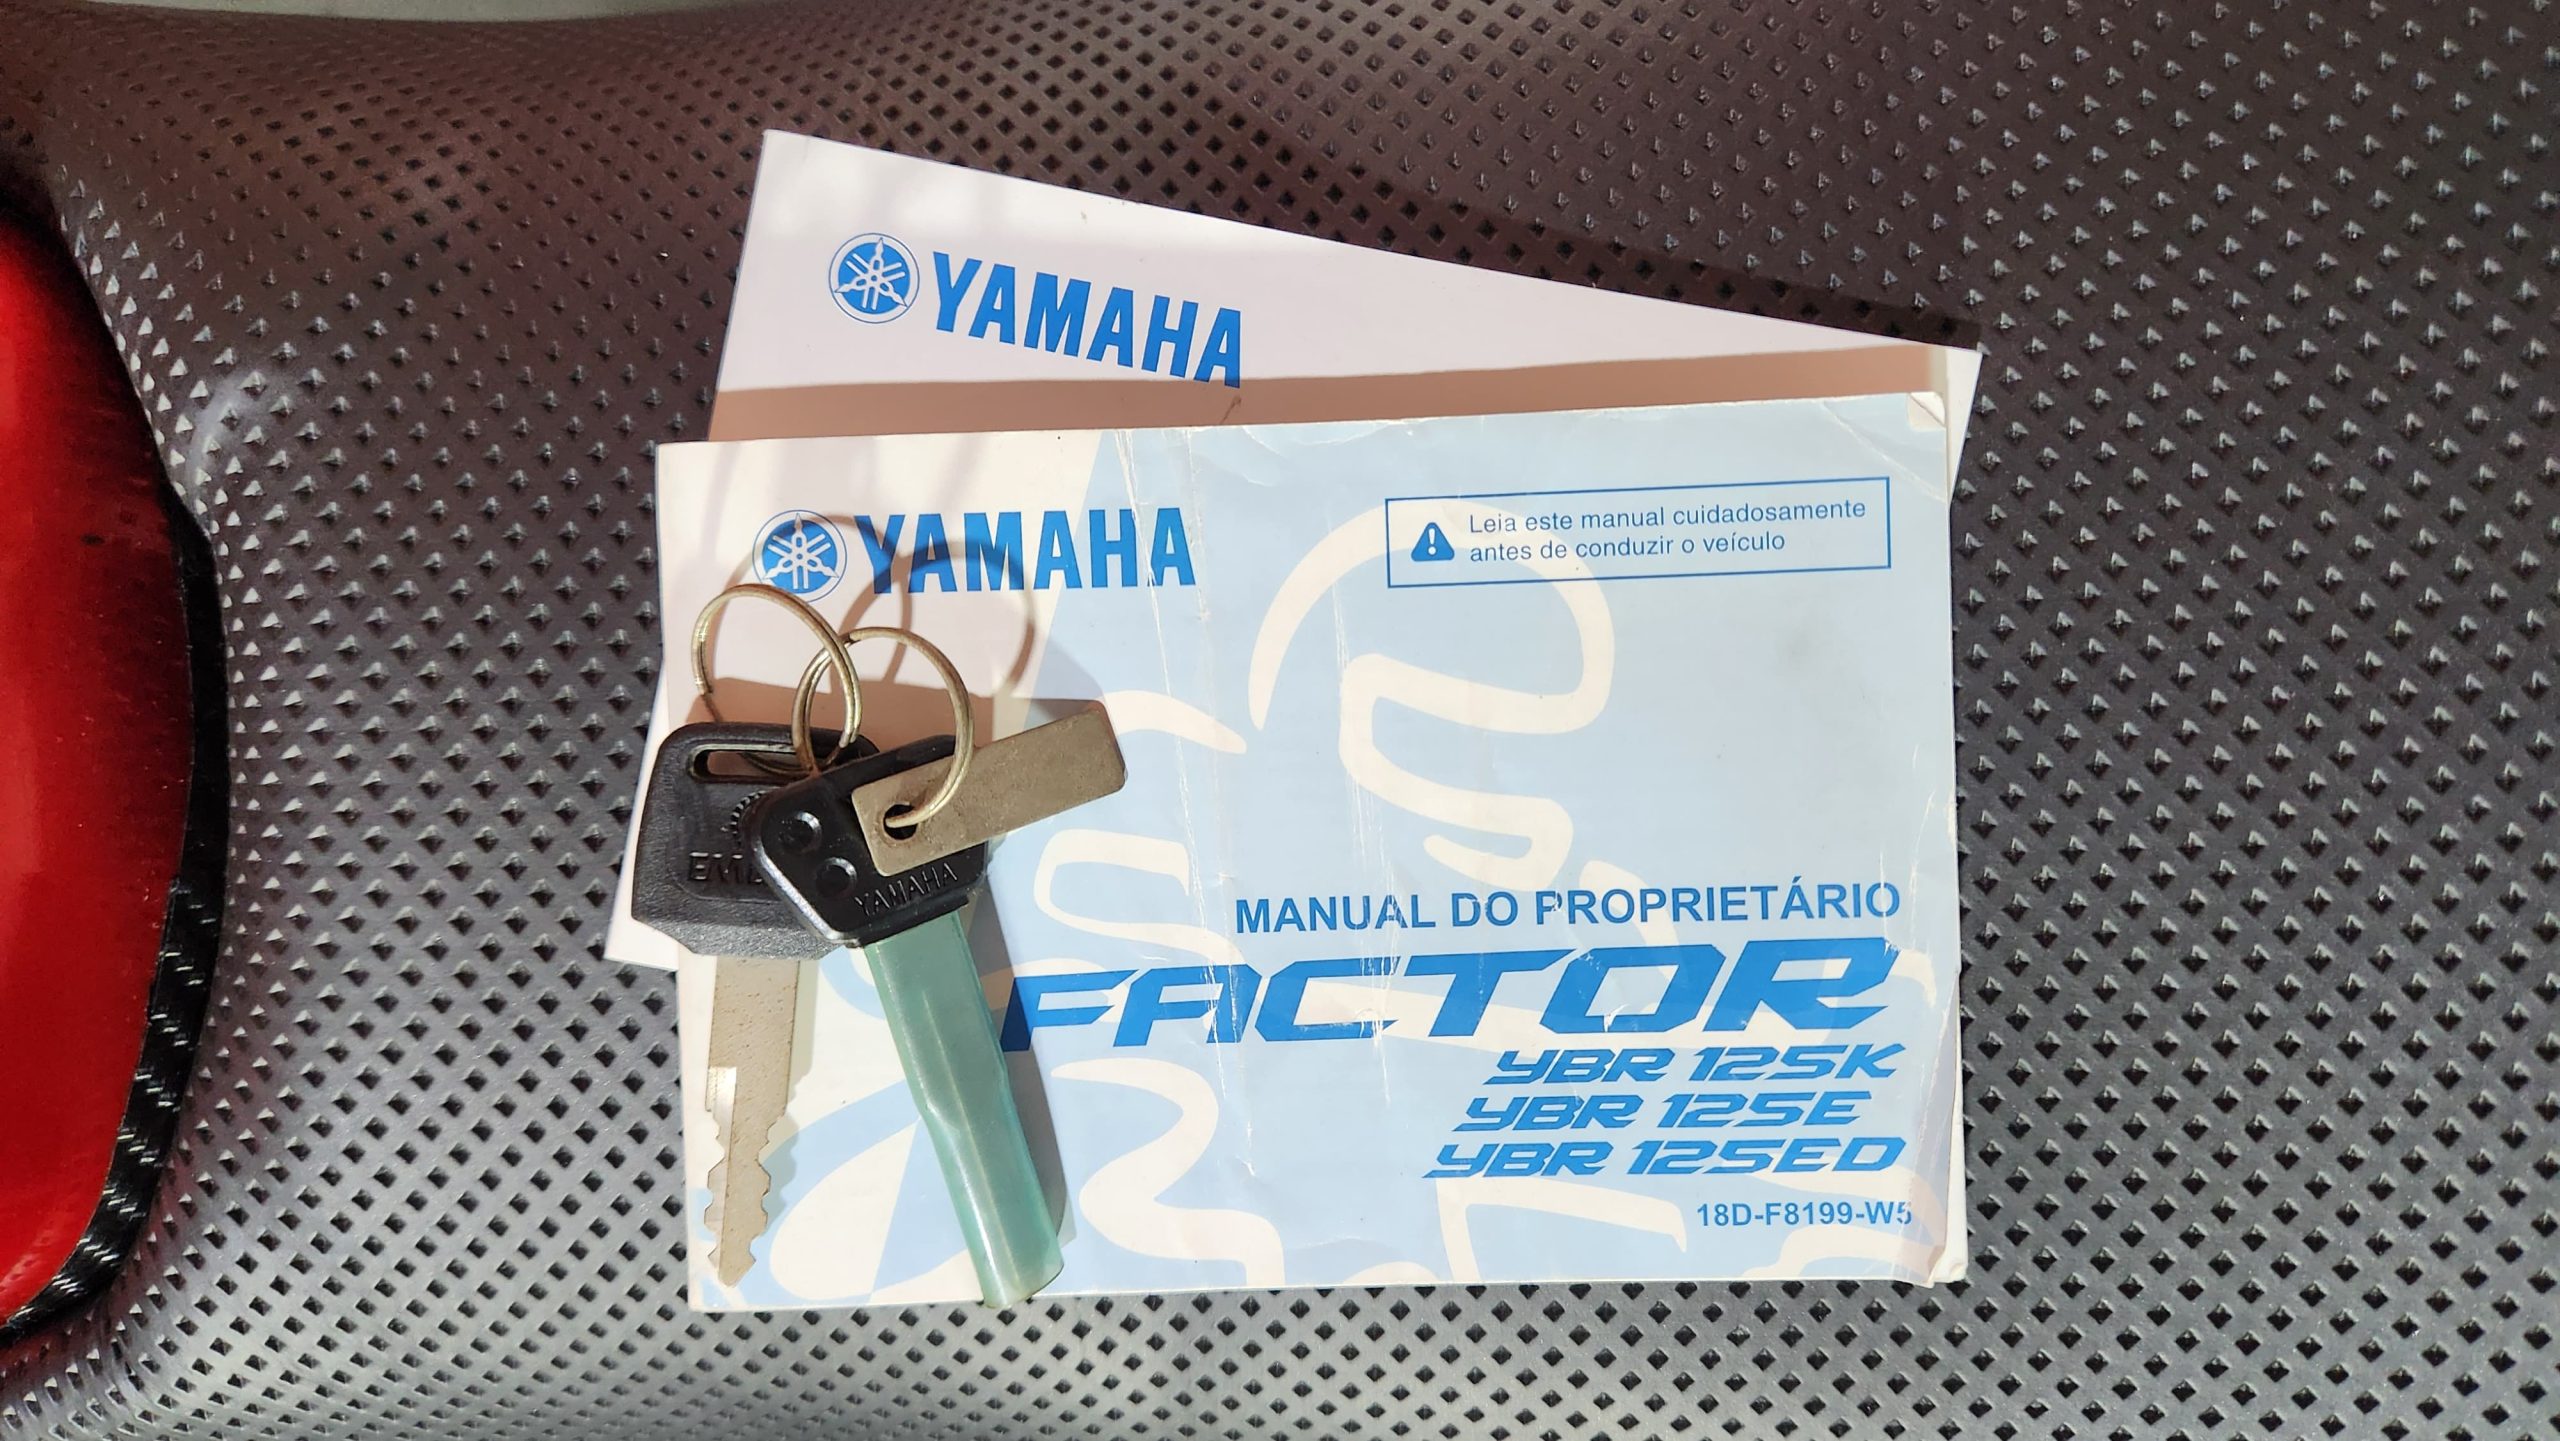 YAMAHA
YAMAHA
Leia este manual cuidadosamente
antes de conduzir o veículo
YAMAHA
MANUAL DO PROPRIETÁRIO
FACTOR
YBR 125K
YBR 125E
YBR 125ED
18D-F8199-W5